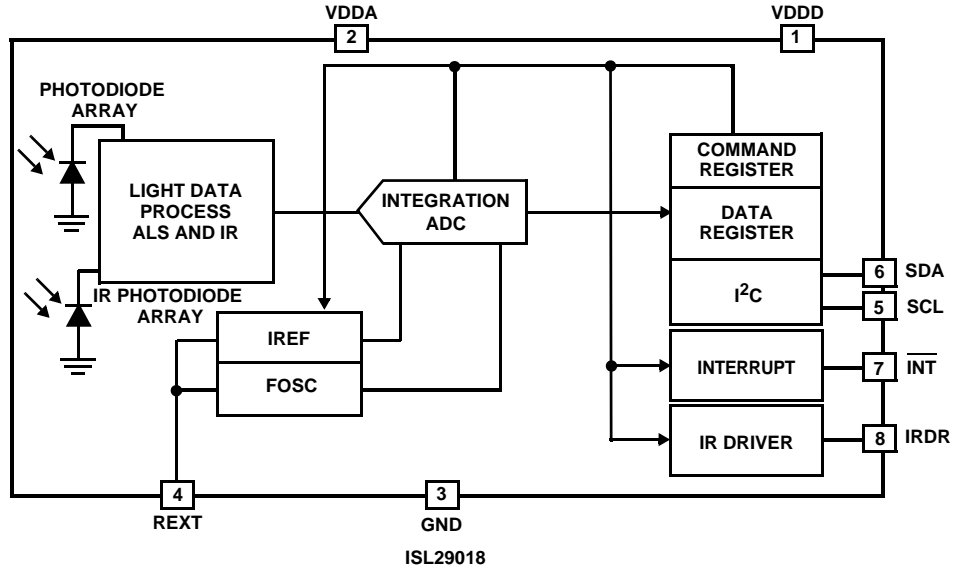 VDDA
2
VDDD
1
PHOTODIODE
ARRAY
LIGHT DATA
PROCESS
ALS AND IR
INTEGRATION
ADC
COMMAND
REGISTER
DATA
REGISTER
I²C
6 SDA
5 SCL
IR PHOTODIODE
ARRAY
IREF
FOSC
INTERRUPT
7 INT
IR DRIVER
8 IRDR
4
REXT
3
GND
ISL29018